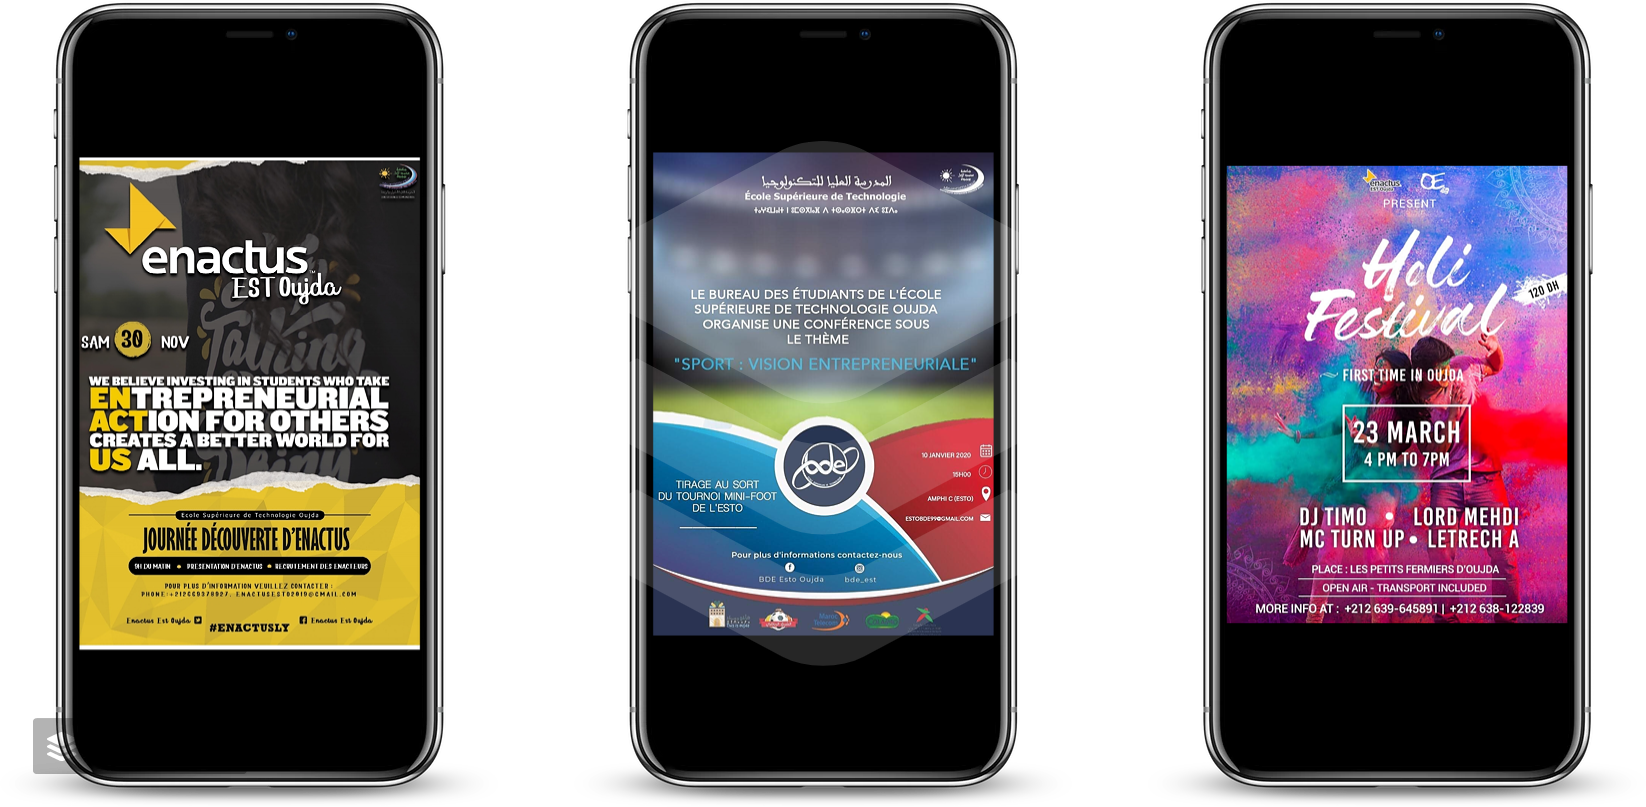 enactus
EST Oujda
SAM 30 NOV
WE BELIEVE INVESTING IN STUDENTS WHO TAKE
ENTREPRENEURIAL
ACTION FOR OTHERS
CREATES A BETTER WORLD FOR
US ALL.
Ecole Supérieure de Technologie Oujda
JOURNÉE DÉCOUVERTE D'ENACTUS
9H DU MATIN • PRESENTATION D'ENACTUS • RECRUTEMENT DES ENACTEURS
POUR PLUS D'INFORMATION VEUILLEZ CONTACTER :
PHONE:+212669378927, ENACTUSESTO2019@GMAIL.COM
Enactus Est Oujda Enactus Est Oujda
#ENACTUSLY
المدرسة العليا للتكنولوجيا
École Supérieure de Technologie
LE BUREAU DES ÉTUDIANTS DE L'ÉCOLE
SUPÉRIEURE DE TECHNOLOGIE OUJDA
ORGANISE UNE CONFÉRENCE SOUS
LE THÈME
"SPORT : VISION ENTREPRENEURIALE"
bde
10 JANVIER 2020
15H00
AMPHI C (ESTO)
ESTOBDE99@GMAIL.COM
TIRAGE AU SORT
DU TOURNOI MINI-FOOT
DE L'ESTO
Pour plus d'informations contactez-nous
BDE Esto Oujda bde_est
Maroc
Telecom
enactus
EST Oujda
PRESENT
Holi
Festival
120 DH
FIRST TIME IN OUJDA
23 MARCH
4 PM TO 7PM
DJ TIMO • LORD MEHDI
MC TURN UP • LETRECH A
PLACE : LES PETITS FERMIERS D'OUJDA
OPEN AIR - TRANSPORT INCLUDED
MORE INFO AT : +212 639-645891 | +212 638-122839